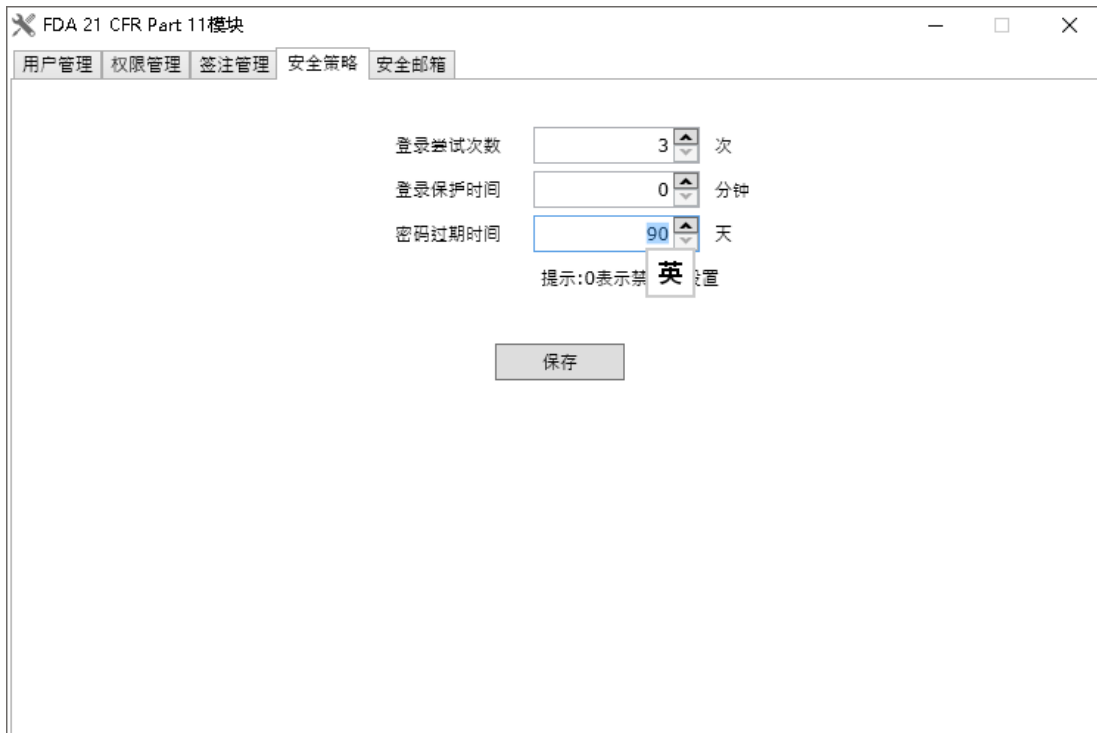 FDA 21 CFR Part 11模块
用户管理 权限管理 签注管理 安全策略 安全邮箱
登录尝试次数 3 次
登录保护时间 0 分钟
密码过期时间 90 天
提示:0表示禁 置
英
保存